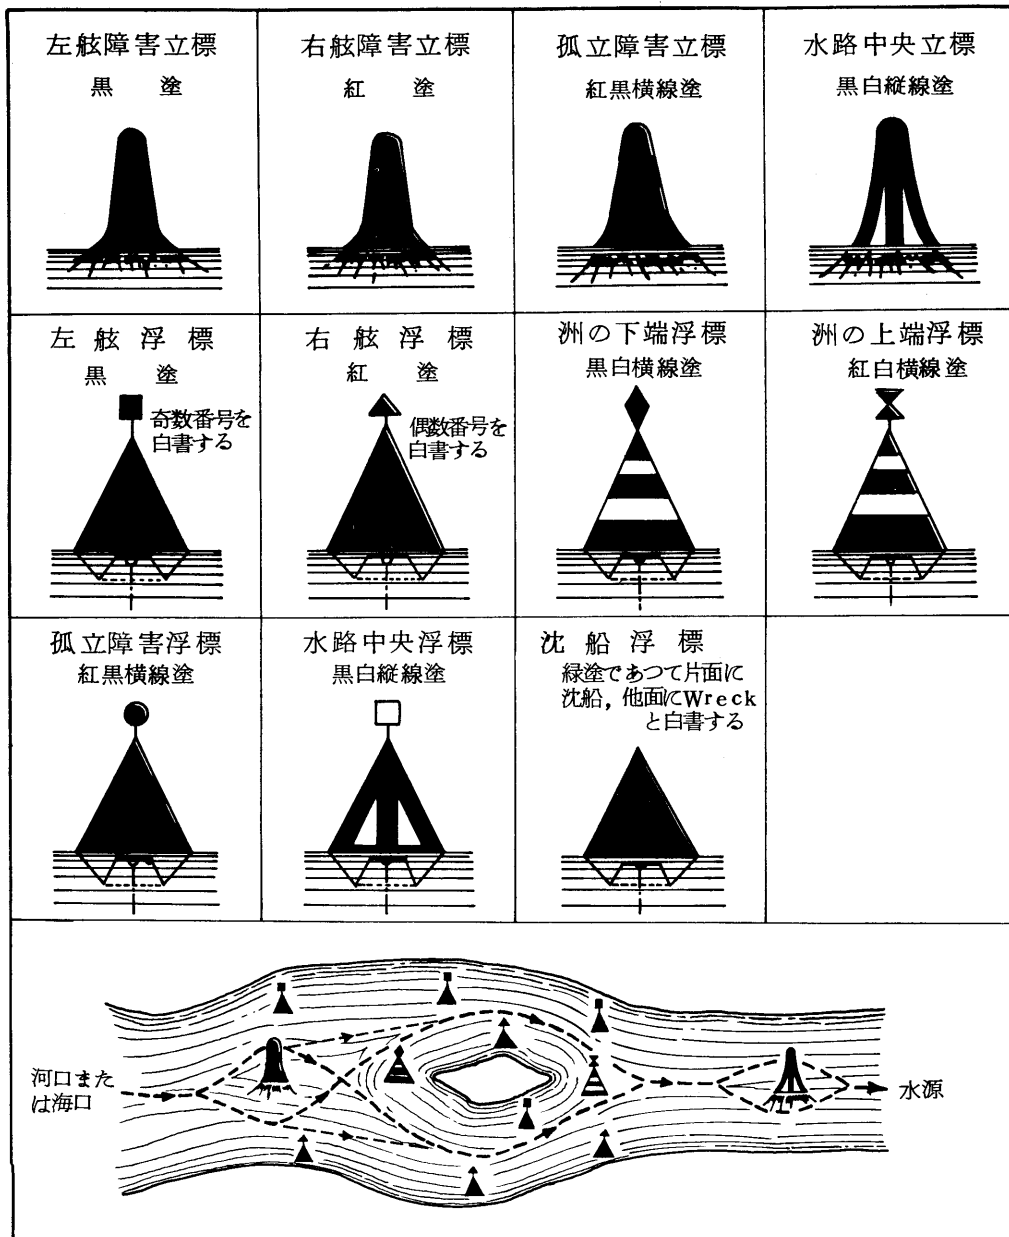 左舷障害立標
黒塗
右舷障害立標
紅塗
孤立障害立標
紅黒横線塗
水路中央立標
黒白縦線塗
左舷浮標
黒塗
奇数番号を
白書する
右舷浮標
紅塗
偶数番号を
白書する
洲の下端浮標
黒白横線塗
洲の上端浮標
紅白横線塗
孤立障害浮標
紅黒横線塗
水路中央浮標
黒白縦線塗
沈船浮標
緑塗であつて片面に
沈船，他面にWreck
と白書する
河口また
は海口
水源